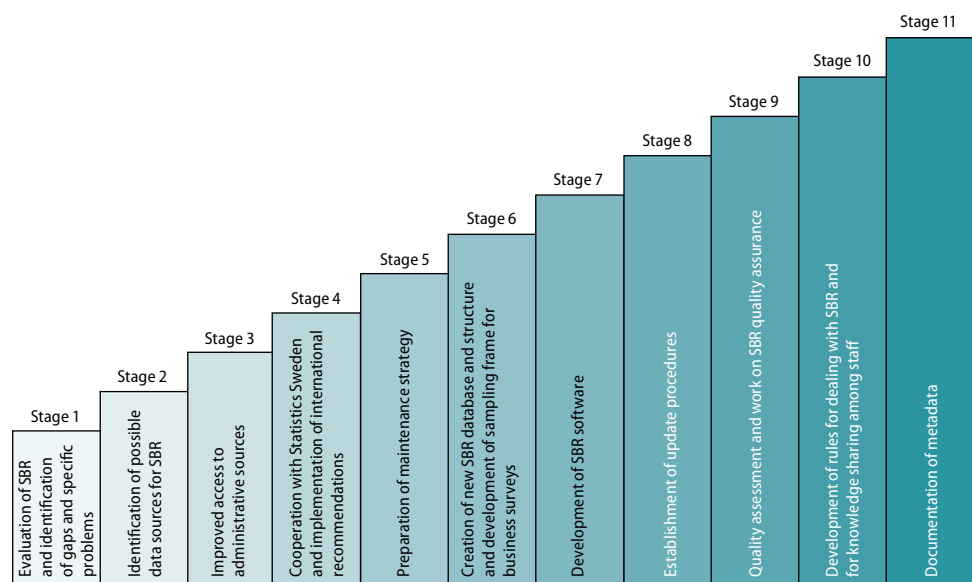 Stage 1
Evaluation of SBR
and identification
of gaps and specific
problems
Stage 2
Identification of possible
data sources for SBR
Stage 3
Improved access to
administrative sources
Stage 4
Cooperation with Statistics Sweden
and implementation of international
recommendations
Stage 5
Preparation of maintenance strategy
Stage 6
Creation of new SBR database and structure
and development of sampling frame for
business surveys
Stage 7
Development of SBR software
Stage 8
Establishment of update procedures
Stage 9
Quality assessment and work on SBR quality assurance
Stage 10
Development of rules for dealing with SBR and
for knowledge sharing among staff
Stage 11
Documentation of metadata